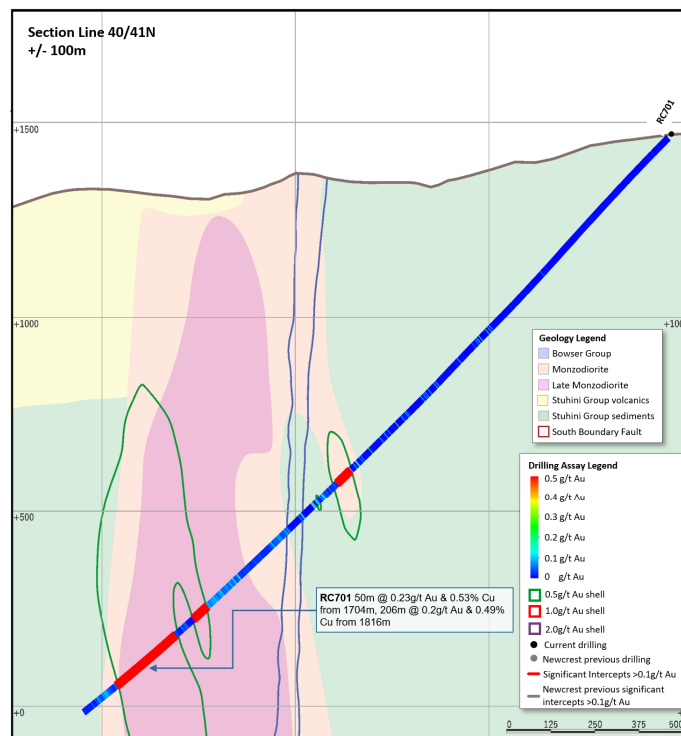 Section Line 40/41N
+/- 100m
RC701
+1500
+1000
+10
Geology Legend
Bowser Group
Monzodiorite
Late Monzodiorite
Stuhini Group volcanics
Stuhini Group sediments
South Boundary Fault
Drilling Assay Legend
0.5 g/t Au
0.4 g/t Au
0.3 g/t Au
0.2 g/t Au
0.1 g/t Au
0 g/t Au
0.5g/t Au shell
1.0g/t Au shell
2.0g/t Au shell
Current drilling
Newcrest previous drilling
Significant Intercepts >0.1g/t Au
Newcrest previous significant
intercepts >0.1g/t Au
+500
RC701 50m @ 0.23g/t Au & 0.53% Cu
from 1704m, 206m @ 0.2g/t Au & 0.49%
Cu from 1816m
+0
0 125 250 375 500